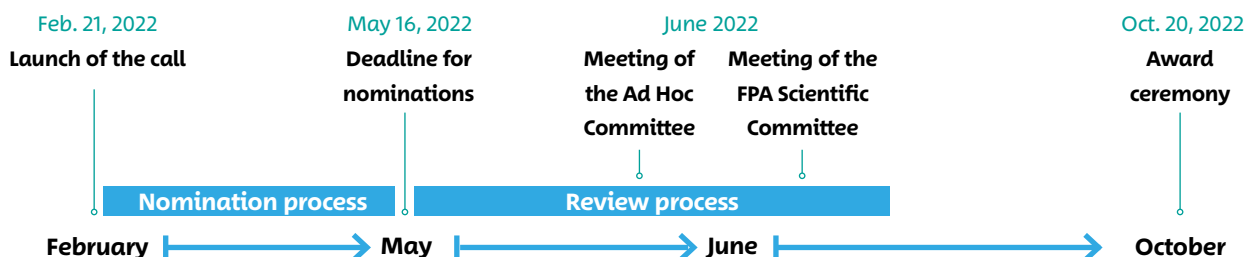 Feb. 21, 2022
Launch of the call
May 16, 2022
Deadline for
nominations
June 2022
Meeting of
the Ad Hoc
Committee
Meeting of the
FPA Scientific
Committee
Oct. 20, 2022
Award
ceremony
Nomination process
Review process
February
May
June
October